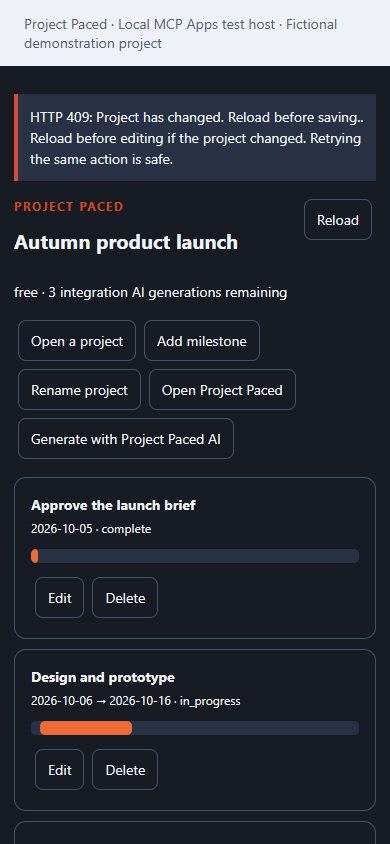 Project Paced · Local MCP Apps test host · Fictional
demonstration project
HTTP 409: Project has changed. Reload before saving..
Reload before editing if the project changed. Retrying
the same action is safe.
PROJECT PACED
Reload
Autumn product launch
free · 3 integration AI generations remaining
Open a project
Add milestone
Rename project
Open Project Paced
Generate with Project Paced AI
Approve the launch brief
2026-10-05 · complete
Edit
Delete
Design and prototype
2026-10-06 → 2026-10-16 · in_progress
Edit
Delete